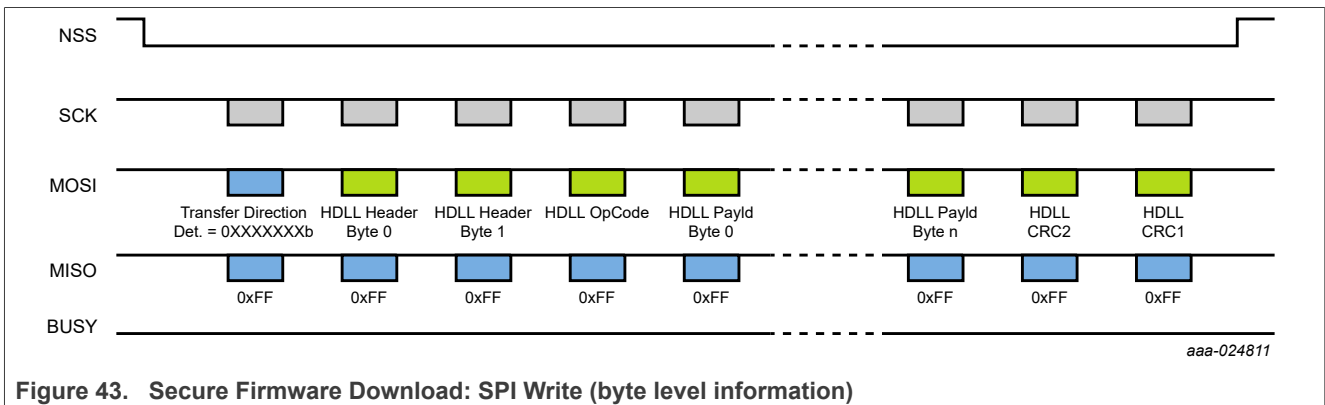 NSS
SCK
MOSI
Transfer Direction HDLL Header HDLL Header HDLL OpCode HDLL Payld HDLL Payld HDLL HDLL
Det. = 0XXXXXXXb Byte 0 Byte 1 Byte 0 Byte n CRC2 CRC1
MISO
0xFF 0xFF 0xFF 0xFF 0xFF 0xFF 0xFF 0xFF
BUSY
aaa-024811
Figure 43. Secure Firmware Download: SPI Write (byte level information)